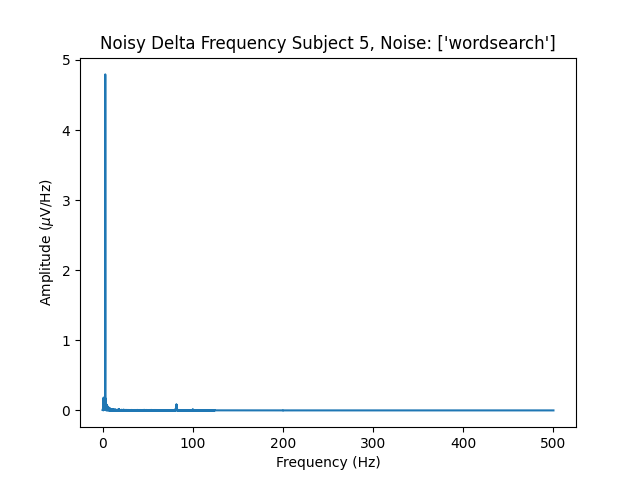 Noisy Delta Frequency Subject 5, Noise: ['wordsearch']
5
4
3
2
1
0
Amplitude (μV/Hz)
0 100 200 300 400 500
Frequency (Hz)